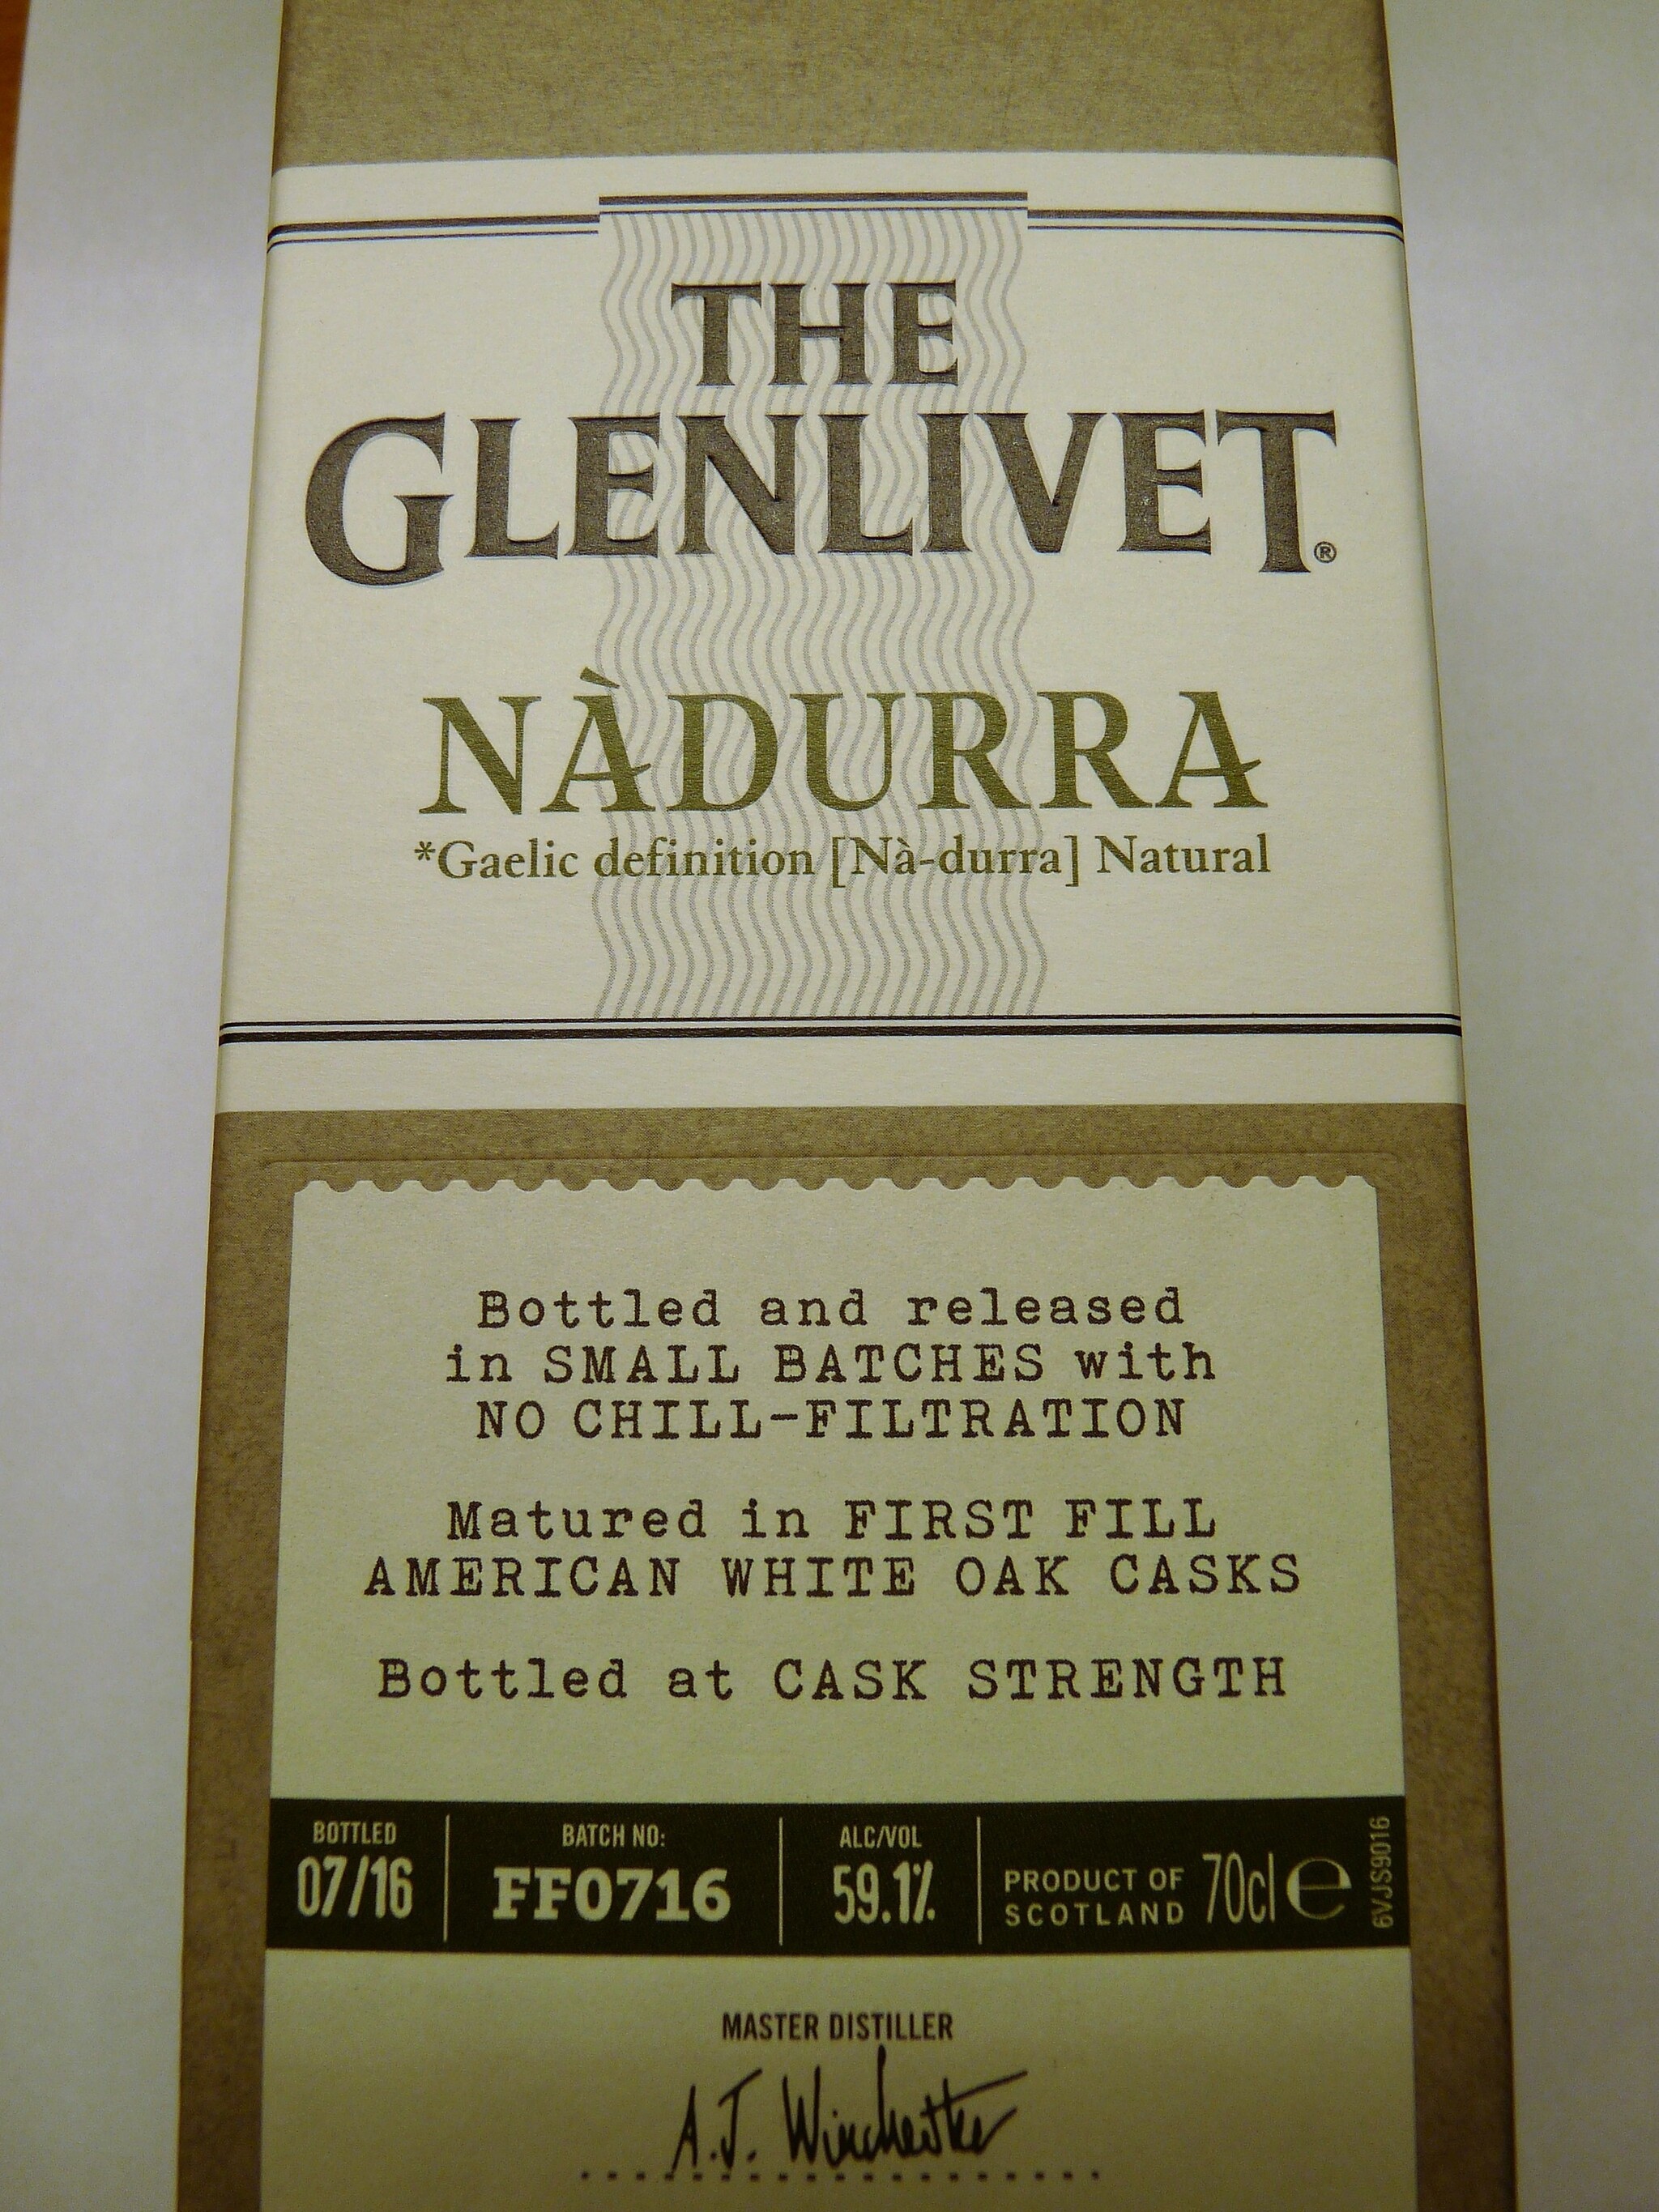 THE
GLENLIVET®
NÀDURRA
*Gaelic definition [Nà-durra] Natural
Bottled and released
in SMALL BATCHES with
NO CHILL-FILTRATION
Matured in FIRST FILL
AMERICAN WHITE OAK CASKS
Bottled at CASK STRENGTH
BOTTLED
07/16
BATCH NO:
FF0716
ALC/VOL
59.1%
PRODUCT OF
SCOTLAND
70cl e
6VJS9016
MASTER DISTILLER
A.J. Winchester